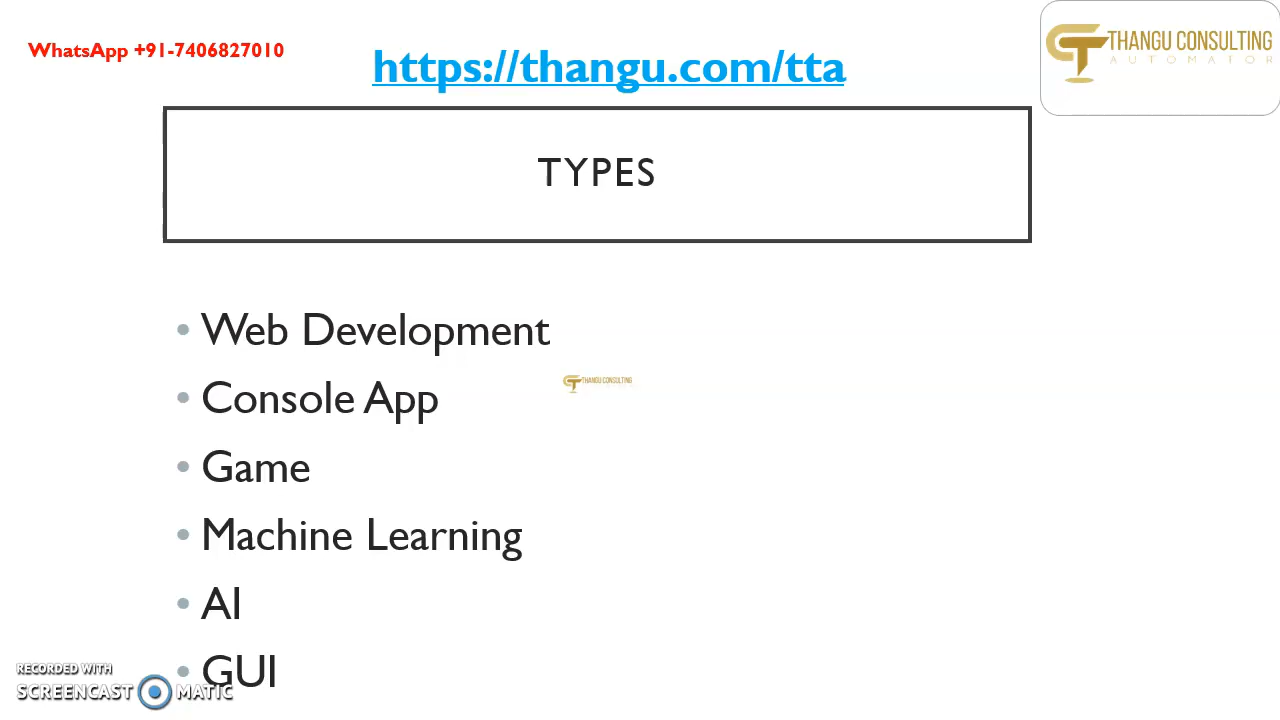 WhatsApp +91-7406827010
https://thangu.com/tta
THANGU CONSULTING
AUTOMATOR
TYPES
• Web Development
THANGU CONSULTING
• Console App
• Game
• Machine Learning
• AI
• GUI
RECORDED WITH
SCREENCAST MATIC